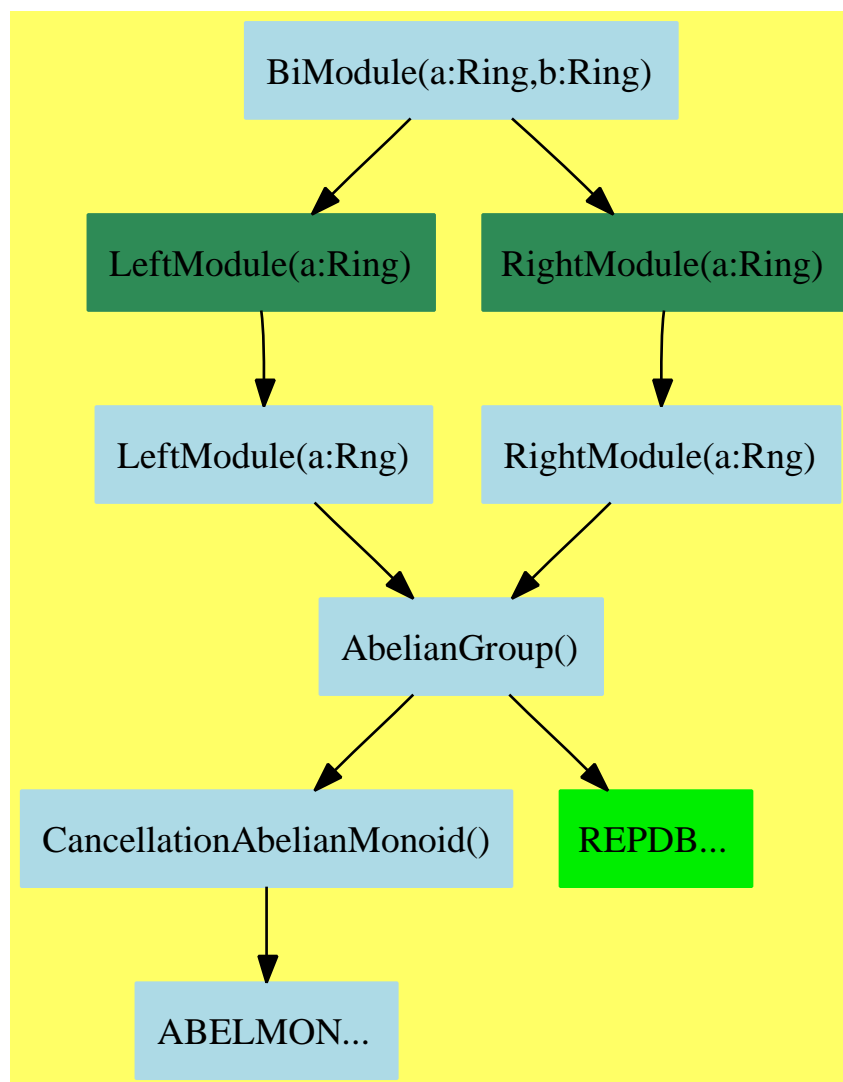 BiModule(a:Ring,b:Ring)
LeftModule(a:Ring)
RightModule(a:Ring)
LeftModule(a:Rng)
RightModule(a:Rng)
AbelianGroup()
CancellationAbelianMonoid()
REPDB...
ABELMON...